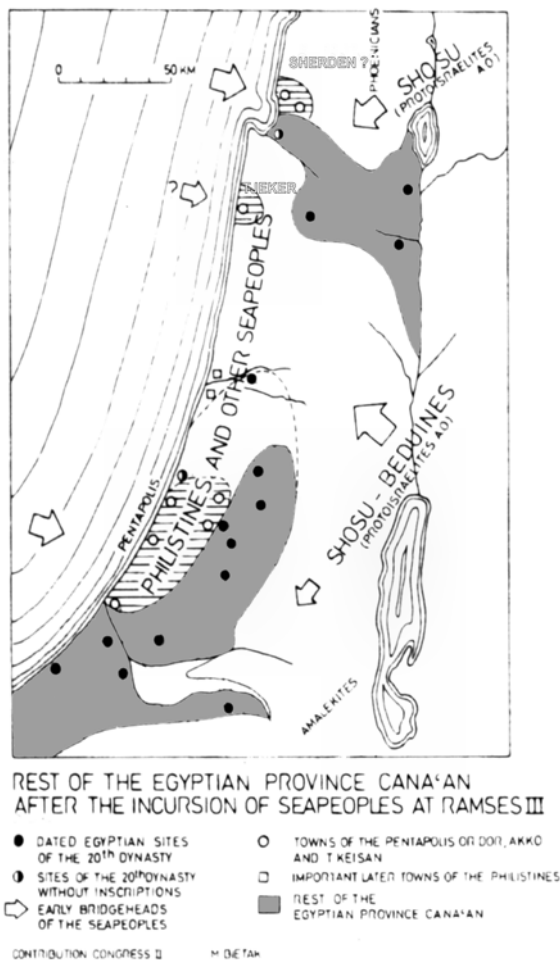 SHERDEN ?
PHOENICIANS
SHOSU
(PROTOISRAELITES
A O)
0 50 KM
?
TJEKER
PHILISTINES AND OTHER SEAPEOPLES
PENTAPOLIS
SHOSU - BEDUINES
(PROTOISRAELITES A O)
AMALEKITES
REST OF THE EGYPTIAN PROVINCE CANA'AN
AFTER THE INCURSION OF SEAPEOPLES AT RAMSES III
DATED EGYPTIAN SITES
OF THE 20th DYNASTY
SITES OF THE 20th DYNASTY
WITHOUT INSCRIPTIONS
EARLY BRIDGEHEADS
OF THE SEAPEOPLES
TOWNS OF THE PENTAPOLIS OR DOR, AKKO
AND T KEISAN
IMPORTANT LATER TOWNS OF THE PHILISTINES
REST OF THE
EGYPTIAN PROVINCE CANA'AN
CONTRIBUTION CONGRESS II M BIETAK